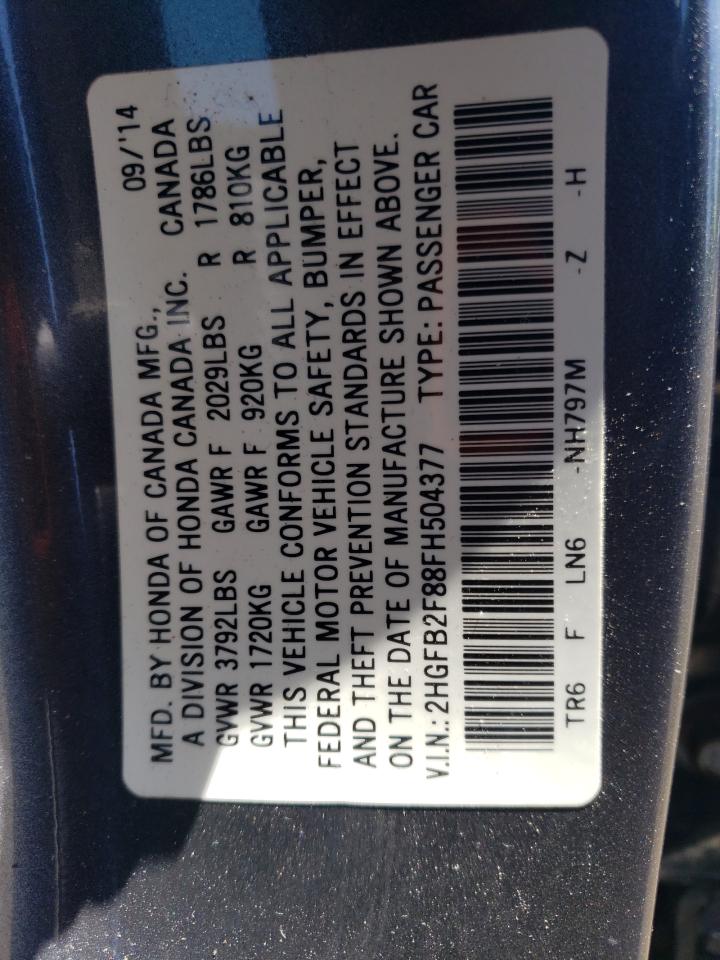 MFD. BY HONDA OF CANADA MFG., 09/'14
A DIVISION OF HONDA CANADA INC. CANADA
GVWR 3792LBS GAWR F 2029LBS R 1786LBS
GVWR 1720KG GAWR F 920KG R 810KG
THIS VEHICLE CONFORMS TO ALL APPLICABLE
FEDERAL MOTOR VEHICLE SAFETY, BUMPER,
AND THEFT PREVENTION STANDARDS IN EFFECT
ON THE DATE OF MANUFACTURE SHOWN ABOVE.
V.I.N.: 2HGFB2F88FH504377 TYPE: PASSENGER CAR
TR6 F LN6 -NH797M -Z -H